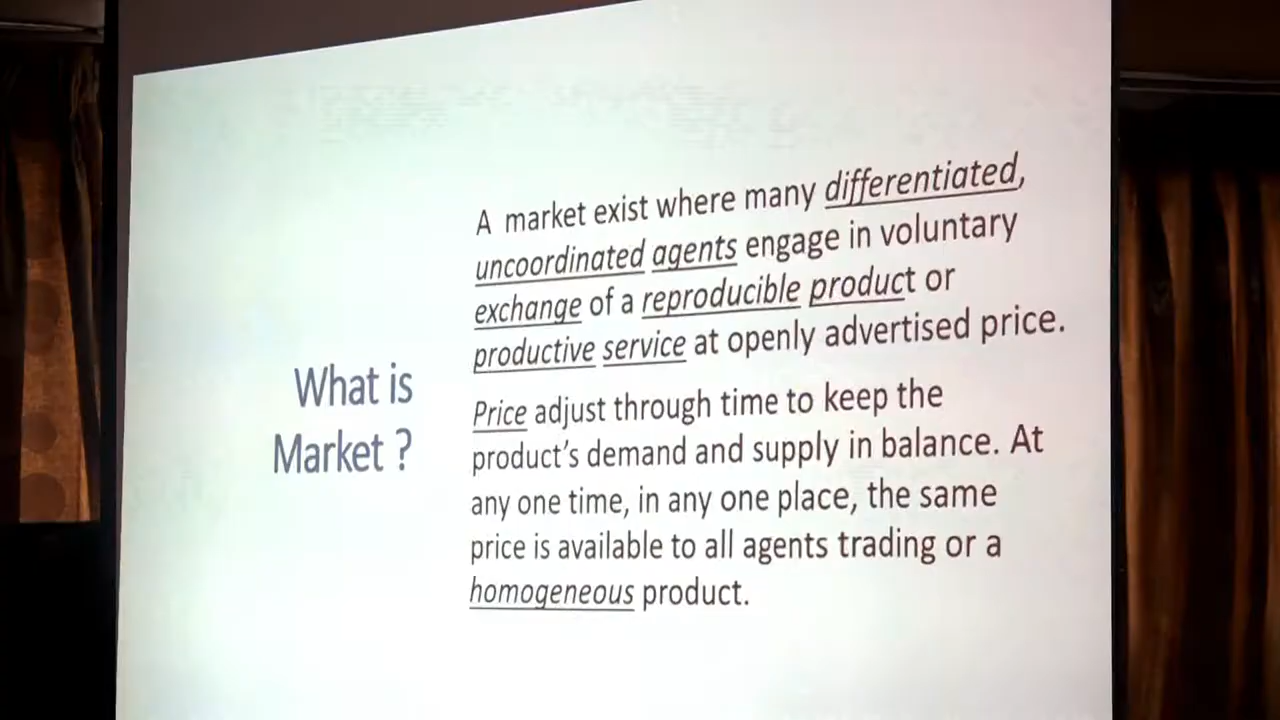 What is
Market ?
A market exist where many differentiated,
uncoordinated agents engage in voluntary
exchange of a reproducible product or
productive service at openly advertised price.
Price adjust through time to keep the
product's demand and supply in balance. At
any one time, in any one place, the same
price is available to all agents trading or a
homogeneous product.